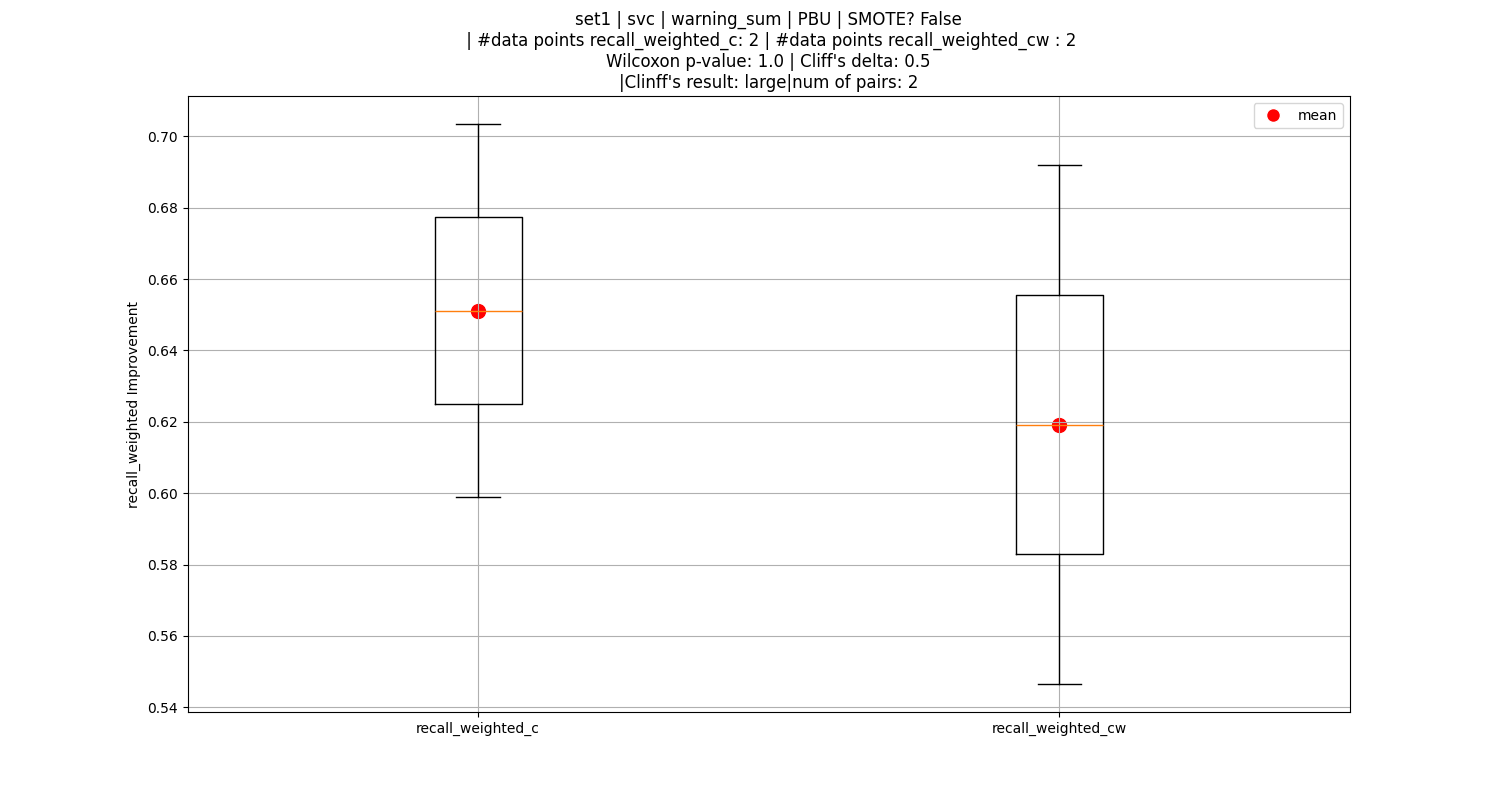 set1 | svc | warning_sum | PBU | SMOTE? False
| #data points recall_weighted_c: 2 | #data points recall_weighted_cw : 2
Wilcoxon p-value: 1.0 | Cliff's delta: 0.5
|Clinff's result: large|num of pairs: 2
mean
0.70
0.68
0.66
0.64
0.62
0.60
0.58
0.56
0.54
recall_weighted Improvement
recall_weighted_c
recall_weighted_cw